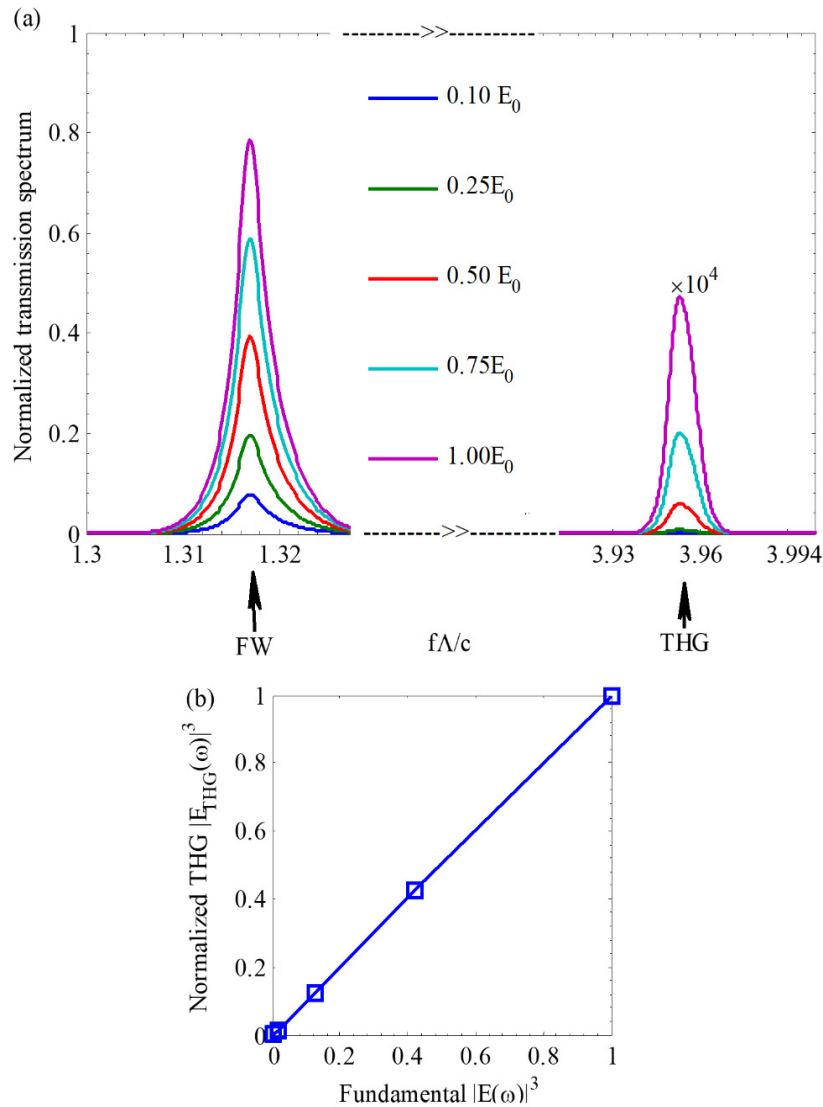 (a)
>>
1
0.8
0.6
0.4
0.2
0
Normalized transmission spectrum
0.10 E₀
0.25E₀
0.50 E₀
0.75E₀
1.00E₀
×10⁴
>>
1.3 1.31 1.32 3.93 3.96 3.994
FW fΛ/c THG
(b)
1
0.8
0.6
0.4
0.2
0
Normalized THG |E_THG(ω)|³
0 0.2 0.4 0.6 0.8 1
Fundamental |E(ω)|³